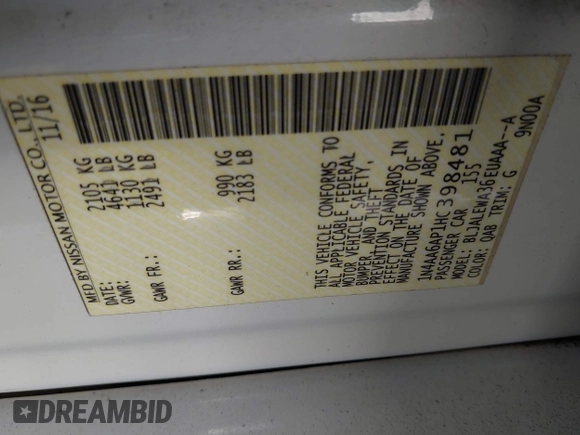 MFD BY NISSAN MOTOR CO., LTD.
DATE: 11/16
GVWR: 2105 KG
4641 LB
GAWR FR.: 1130 KG
2491 LB
GAWR RR.: 990 KG
2183 LB
THIS VEHICLE CONFORMS TO
ALL APPLICABLE FEDERAL
MOTOR VEHICLE SAFETY,
BUMPER, AND THEFT
PREVENTION STANDARDS IN
EFFECT ON THE DATE OF
MANUFACTURE SHOWN ABOVE.
1N4AA6AP1HC398481
PASSENGER CAR 155
MODEL: BLJALEWA36EUAAA--A
COLOR: QAB TRIM: G 9N00A
DREAMBID